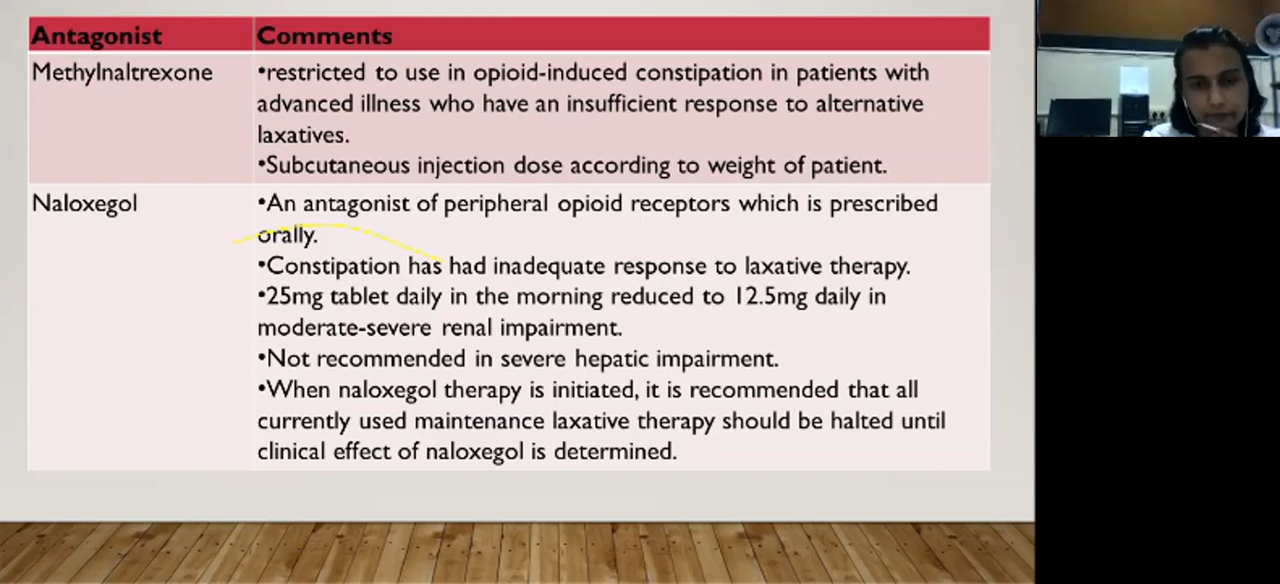 Antagonist Comments
Methylnaltrexone •restricted to use in opioid-induced constipation in patients with
advanced illness who have an insufficient response to alternative
laxatives.
•Subcutaneous injection dose according to weight of patient.
Naloxegol •An antagonist of peripheral opioid receptors which is prescribed
orally.
•Constipation has had inadequate response to laxative therapy.
•25mg tablet daily in the morning reduced to 12.5mg daily in
moderate-severe renal impairment.
•Not recommended in severe hepatic impairment.
•When naloxegol therapy is initiated, it is recommended that all
currently used maintenance laxative therapy should be halted until
clinical effect of naloxegol is determined.